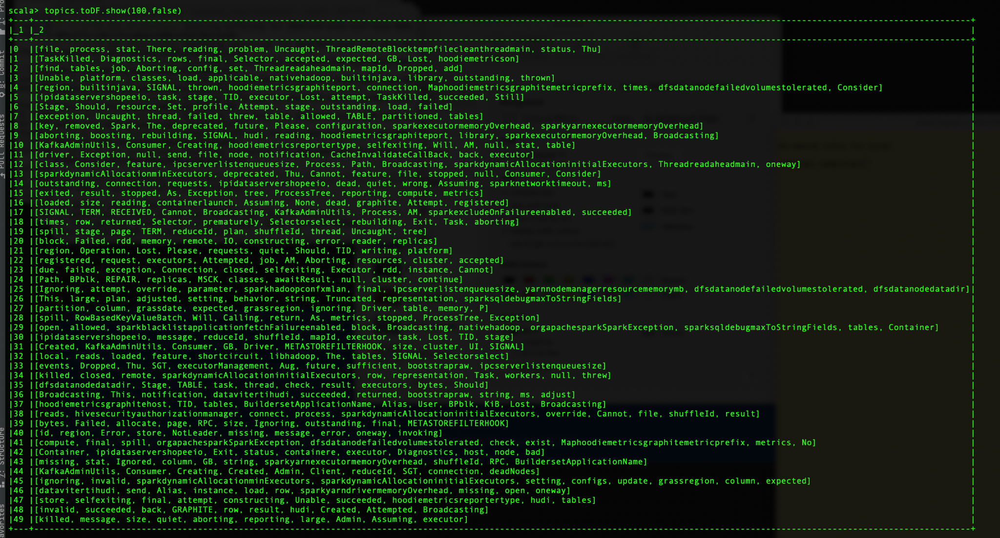 scala> topics.toDF.show(100,false)
|_1 |_2 |
|0 |[file, process, stat, There, reading, problem, Uncaught, ThreadRemoteBlocktempfilecleanthreadmain, status, Thu] |
|1 |[TaskKilled, Diagnostics, rows, final, Selector, accepted, expected, GB, Lost, hoodiemetricson] |
|2 |[find, tables, job, Aborting, config, set, Threadreadaheadmain, mapId, Dropped, add] |
|3 |[Unable, platform, classes, load, applicable, nativehadoop, builtinjava, library, outstanding, thrown] |
|4 |[region, builtinjava, SIGNAL, thrown, hoodiemetricsgraphiteport, connection, Maphoodiemetricsgraphitemetricprefix, times, dfsdatanodefailedvolumestolerated, Consider] |
|5 |[ipidataservershopeeio, task, stage, TID, executor, Lost, attempt, TaskKilled, succeeded, Still] |
|6 |[Stage, Should, resource, Set, profile, Attempt, stage, outstanding, load, failed] |
|7 |[exception, Uncaught, thread, failed, threw, table, allowed, TABLE, partitioned, tables] |
|8 |[key, removed, Spark, The, deprecated, future, Please, configuration, sparkexecutormemoryOverhead, sparkyarnexecutormemoryOverhead] |
|9 |[aborting, boosting, rebuilding, SIGNAL, hudi, reading, hoodiemetricsgraphiteport, library, sparkexecutormemoryOverhead, Broadcasting] |
|10 |[KafkaAdminUtils, Consumer, Creating, hoodiemetricsreportertype, selfexiting, Will, AM, null, stat, table] |
|11 |[driver, Exception, null, send, file, node, notification, CacheInvalidateCallBack, back, executor] |
|12 |[class, Consider, feature, ipcserverlistenqueuesize, Process, Path, Broadcasting, sparkdynamicAllocationinitialExecutors, Threadreadaheadmain, oneway] |
|13 |[sparkdynamicAllocationminExecutors, deprecated, Thu, Cannot, feature, file, stopped, null, Consumer, Consider] |
|14 |[outstanding, connection, requests, ipidataservershopeeio, dead, quiet, wrong, Assuming, sparknetworktimeout, ms] |
|15 |[exited, result, stopped, As, Exception, tree, ProcessTree, reporting, compute, metrics] |
|16 |[loaded, size, reading, containerlaunch, Assuming, None, dead, graphite, Attempt, registered] |
|17 |[SIGNAL, TERM, RECEIVED, Cannot, Broadcasting, KafkaAdminUtils, Process, AM, sparkexcludeOnFailureenabled, succeeded] |
|18 |[times, row, returned, Selector, prematurely, Selectorselect, rebuilding, Exit, Task, aborting] |
|19 |[spill, stage, page, TERM, reduceId, plan, shuffleId, thread, Uncaught, tree] |
|20 |[block, Failed, rdd, memory, remote, IO, constructing, error, reader, replicas] |
|21 |[region, Operation, Lost, Please, requests, quiet, Should, TID, writing, platform] |
|22 |[registered, request, executors, Attempted, job, AM, Aborting, resources, cluster, accepted] |
|23 |[due, failed, exception, Connection, closed, selfexiting, Executor, rdd, instance, Cannot] |
|24 |[Path, BPblk, REPAIR, replicas, MSCK, classes, awaitResult, null, cluster, continue] |
|25 |[Ignoring, attempt, override, parameter, sparkhadoopconfxmlan, final, ipcserverlistenqueuesize, yarnnodemanagerresourcememorymb, dfsdatanodefailedvolumestolerated, dfsdatanodedatadir]|
|26 |[This, large, plan, adjusted, setting, behavior, string, Truncated, representation, sparksqldebugmaxToStringFields] |
|27 |[partition, column, grassdate, expected, grassregion, ignoring, Driver, table, memory, P] |
|28 |[spill, RowBasedKeyValueBatch, Will, Calling, return, As, metrics, stopped, ProcessTree, Exception] |
|29 |[open, allowed, sparkblacklistapplicationfetchFailureenabled, block, Broadcasting, nativehadoop, orgapachesparkSparkException, sparksqldebugmaxToStringFields, tables, Container] |
|30 |[ipidataservershopeeio, message, reduceId, shuffleId, mapId, executor, task, Lost, TID, stage] |
|31 |[Created, KafkaAdminUtils, Consumer, GB, Driver, METASTOREFILTERHOOK, size, cluster, UI, SIGNAL] |
|32 |[local, reads, loaded, feature, shortcircuit, libhadoop, The, tables, SIGNAL, Selectorselect] |
|33 |[events, Dropped, Thu, SGT, executorManagement, Aug, future, sufficient, bootstrapraw, ipcserverlistenqueuesize] |
|34 |[killed, closed, remote, sparkdynamicAllocationinitialExecutors, row, representation, Task, workers, null, threw] |
|35 |[dfsdatanodedatadir, Stage, TABLE, task, thread, check, result, executors, bytes, Should] |
|36 |[Broadcasting, This, notification, datavitertihudi, succeeded, returned, bootstrapraw, string, ms, adjust] |
|37 |[hoodiemetricsgraphitehost, TID, tables, BuildersetApplicationName, Alias, User, BPblk, KiB, Lost, Broadcasting] |
|38 |[reads, hivesecurityauthorizationmanager, connect, process, sparkdynamicAllocationinitialExecutors, override, Cannot, file, shuffleId, result] |
|39 |[bytes, Failed, allocate, page, RPC, size, Ignoring, outstanding, final, METASTOREFILTERHOOK] |
|40 |[id, region, Error, store, NotLeader, missing, message, error, oneway, invoking] |
|41 |[compute, final, spill, orgapachesparkSparkException, dfsdatanodefailedvolumestolerated, check, exist, Maphoodiemetricsgraphitemetricprefix, metrics, No] |
|42 |[Container, ipidataservershopeeio, Exit, status, containere, executor, Diagnostics, host, node, bad] |
|43 |[missing, stat, Ignored, column, GB, string, sparkyarnexecutormemoryOverhead, shuffleId, RPC, BuildersetApplicationName] |
|44 |[KafkaAdminUtils, Consumer, Creating, Created, Admin, Client, reduceId, SGT, connection, deadNodes] |
|45 |[ignoring, invalid, sparkdynamicAllocationminExecutors, sparkdynamicAllocationinitialExecutors, setting, configs, update, grassregion, column, expected] |
|46 |[datavitertihudi, send, Alias, instance, load, row, sparkyarndrivermemoryOverhead, missing, open, oneway] |
|47 |[store, selfexiting, final, attempt, constructing, Unable, succeeded, hoodiemetricsreportertype, hudi, tables] |
|48 |[invalid, succeeded, back, GRAPHITE, row, result, hudi, Created, Attempted, Broadcasting] |
|49 |[killed, message, size, quiet, aborting, reporting, large, Admin, Assuming, executor] |
0: Commit
Pull Requests
7: Structure